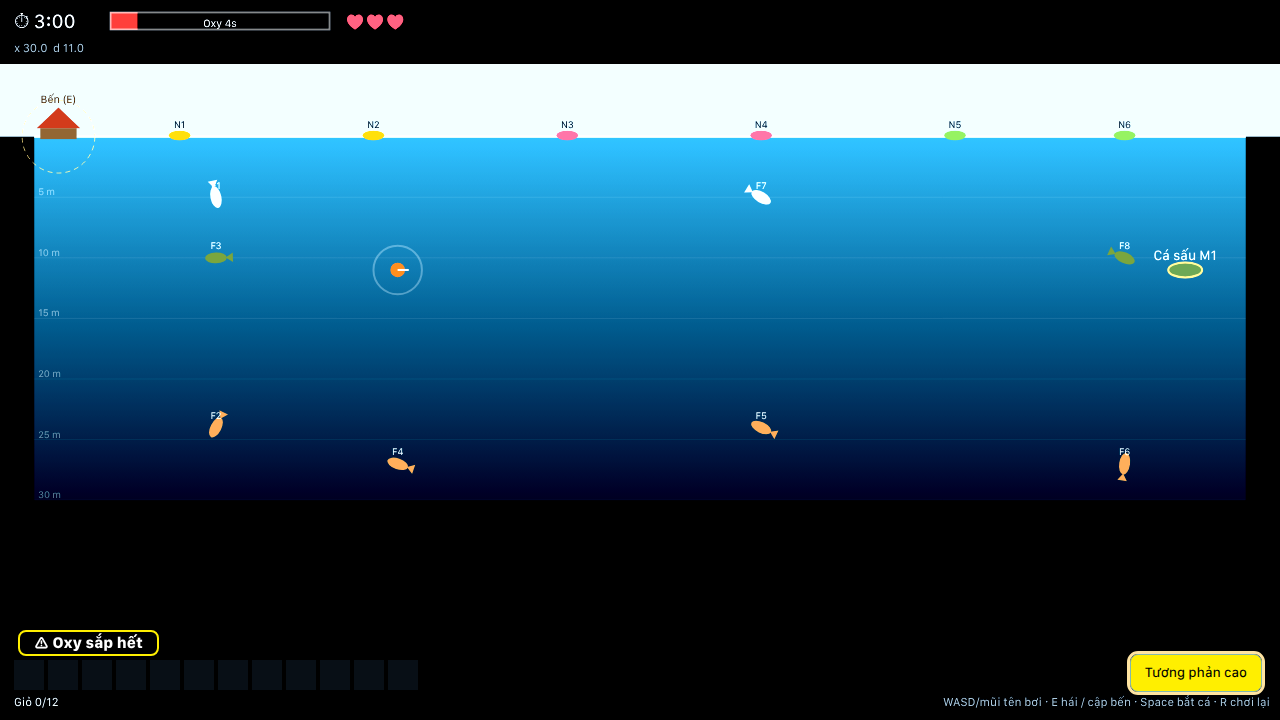 3:00
Oxy 4s
x 30.0 d 11.0
Bến (E)
N1
N2
N3
N4
N5
N6
5 m
F7
F3
10 m
F8
Cá sấu M1
15 m
20 m
F2
F5
25 m
F4
F6
30 m
⚠ Oxy sắp hết
Tương phản cao
Giỏ 0/12
WASD/mũi tên bơi · E hái / cập bến · Space bắt cá · R chơi lại